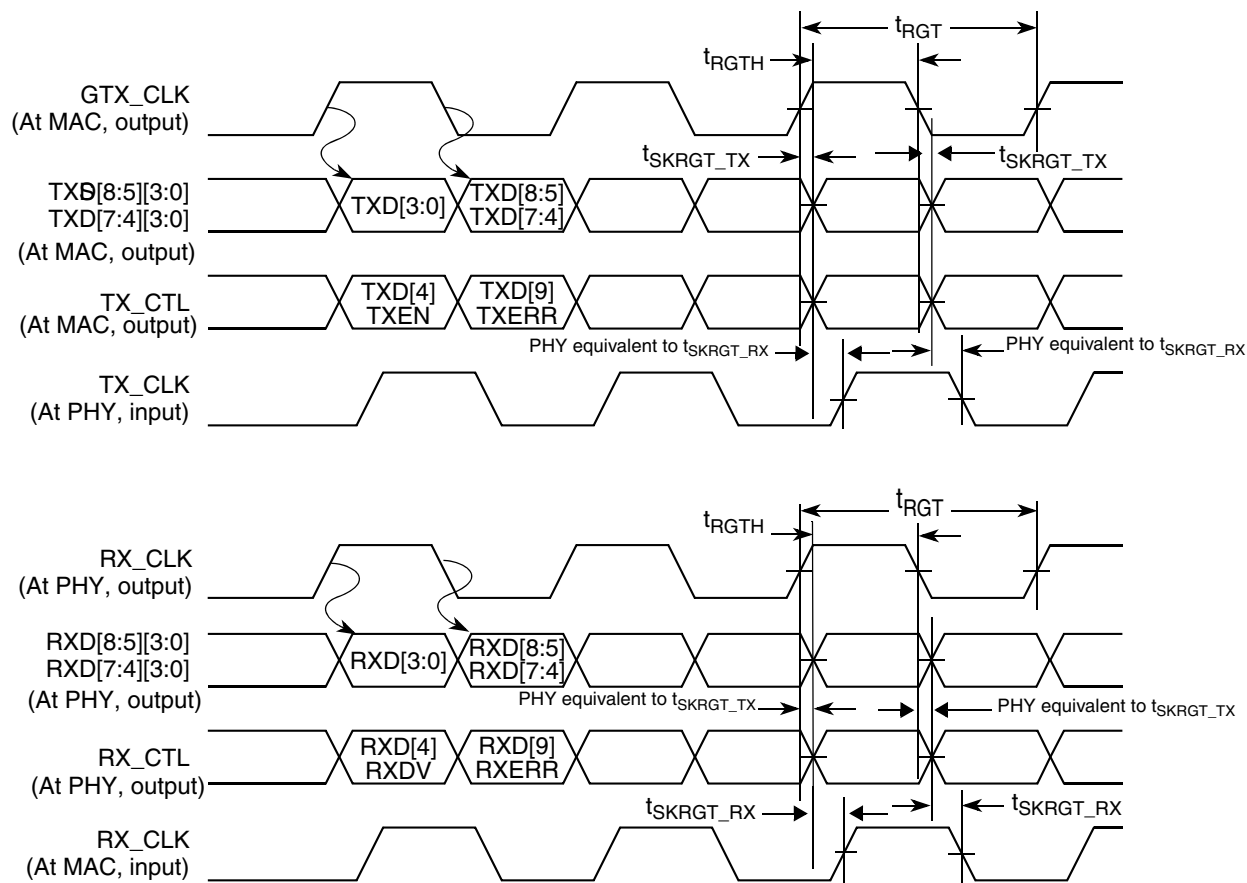 tRGT
tRGTH
GTX_CLK
(At MAC, output)
tSKRGT_TX
tSKRGT_TX
TXD[8:5][3:0]
TXD[7:4][3:0]
(At MAC, output)
TXD[3:0]
TXD[8:5]
TXD[7:4]
TX_CTL
(At MAC, output)
TXD[4]
TXEN
TXD[9]
TXERR
PHY equivalent to tSKRGT_RX
PHY equivalent to tSKRGT_RX
TX_CLK
(At PHY, input)
tRGT
tRGTH
RX_CLK
(At PHY, output)
RXD[8:5][3:0]
RXD[7:4][3:0]
(At PHY, output)
RXD[3:0]
RXD[8:5]
RXD[7:4]
PHY equivalent to tSKRGT_TX
PHY equivalent to tSKRGT_TX
RX_CTL
(At PHY, output)
RXD[4]
RXDV
RXD[9]
RXERR
tSKRGT_RX
tSKRGT_RX
RX_CLK
(At MAC, input)